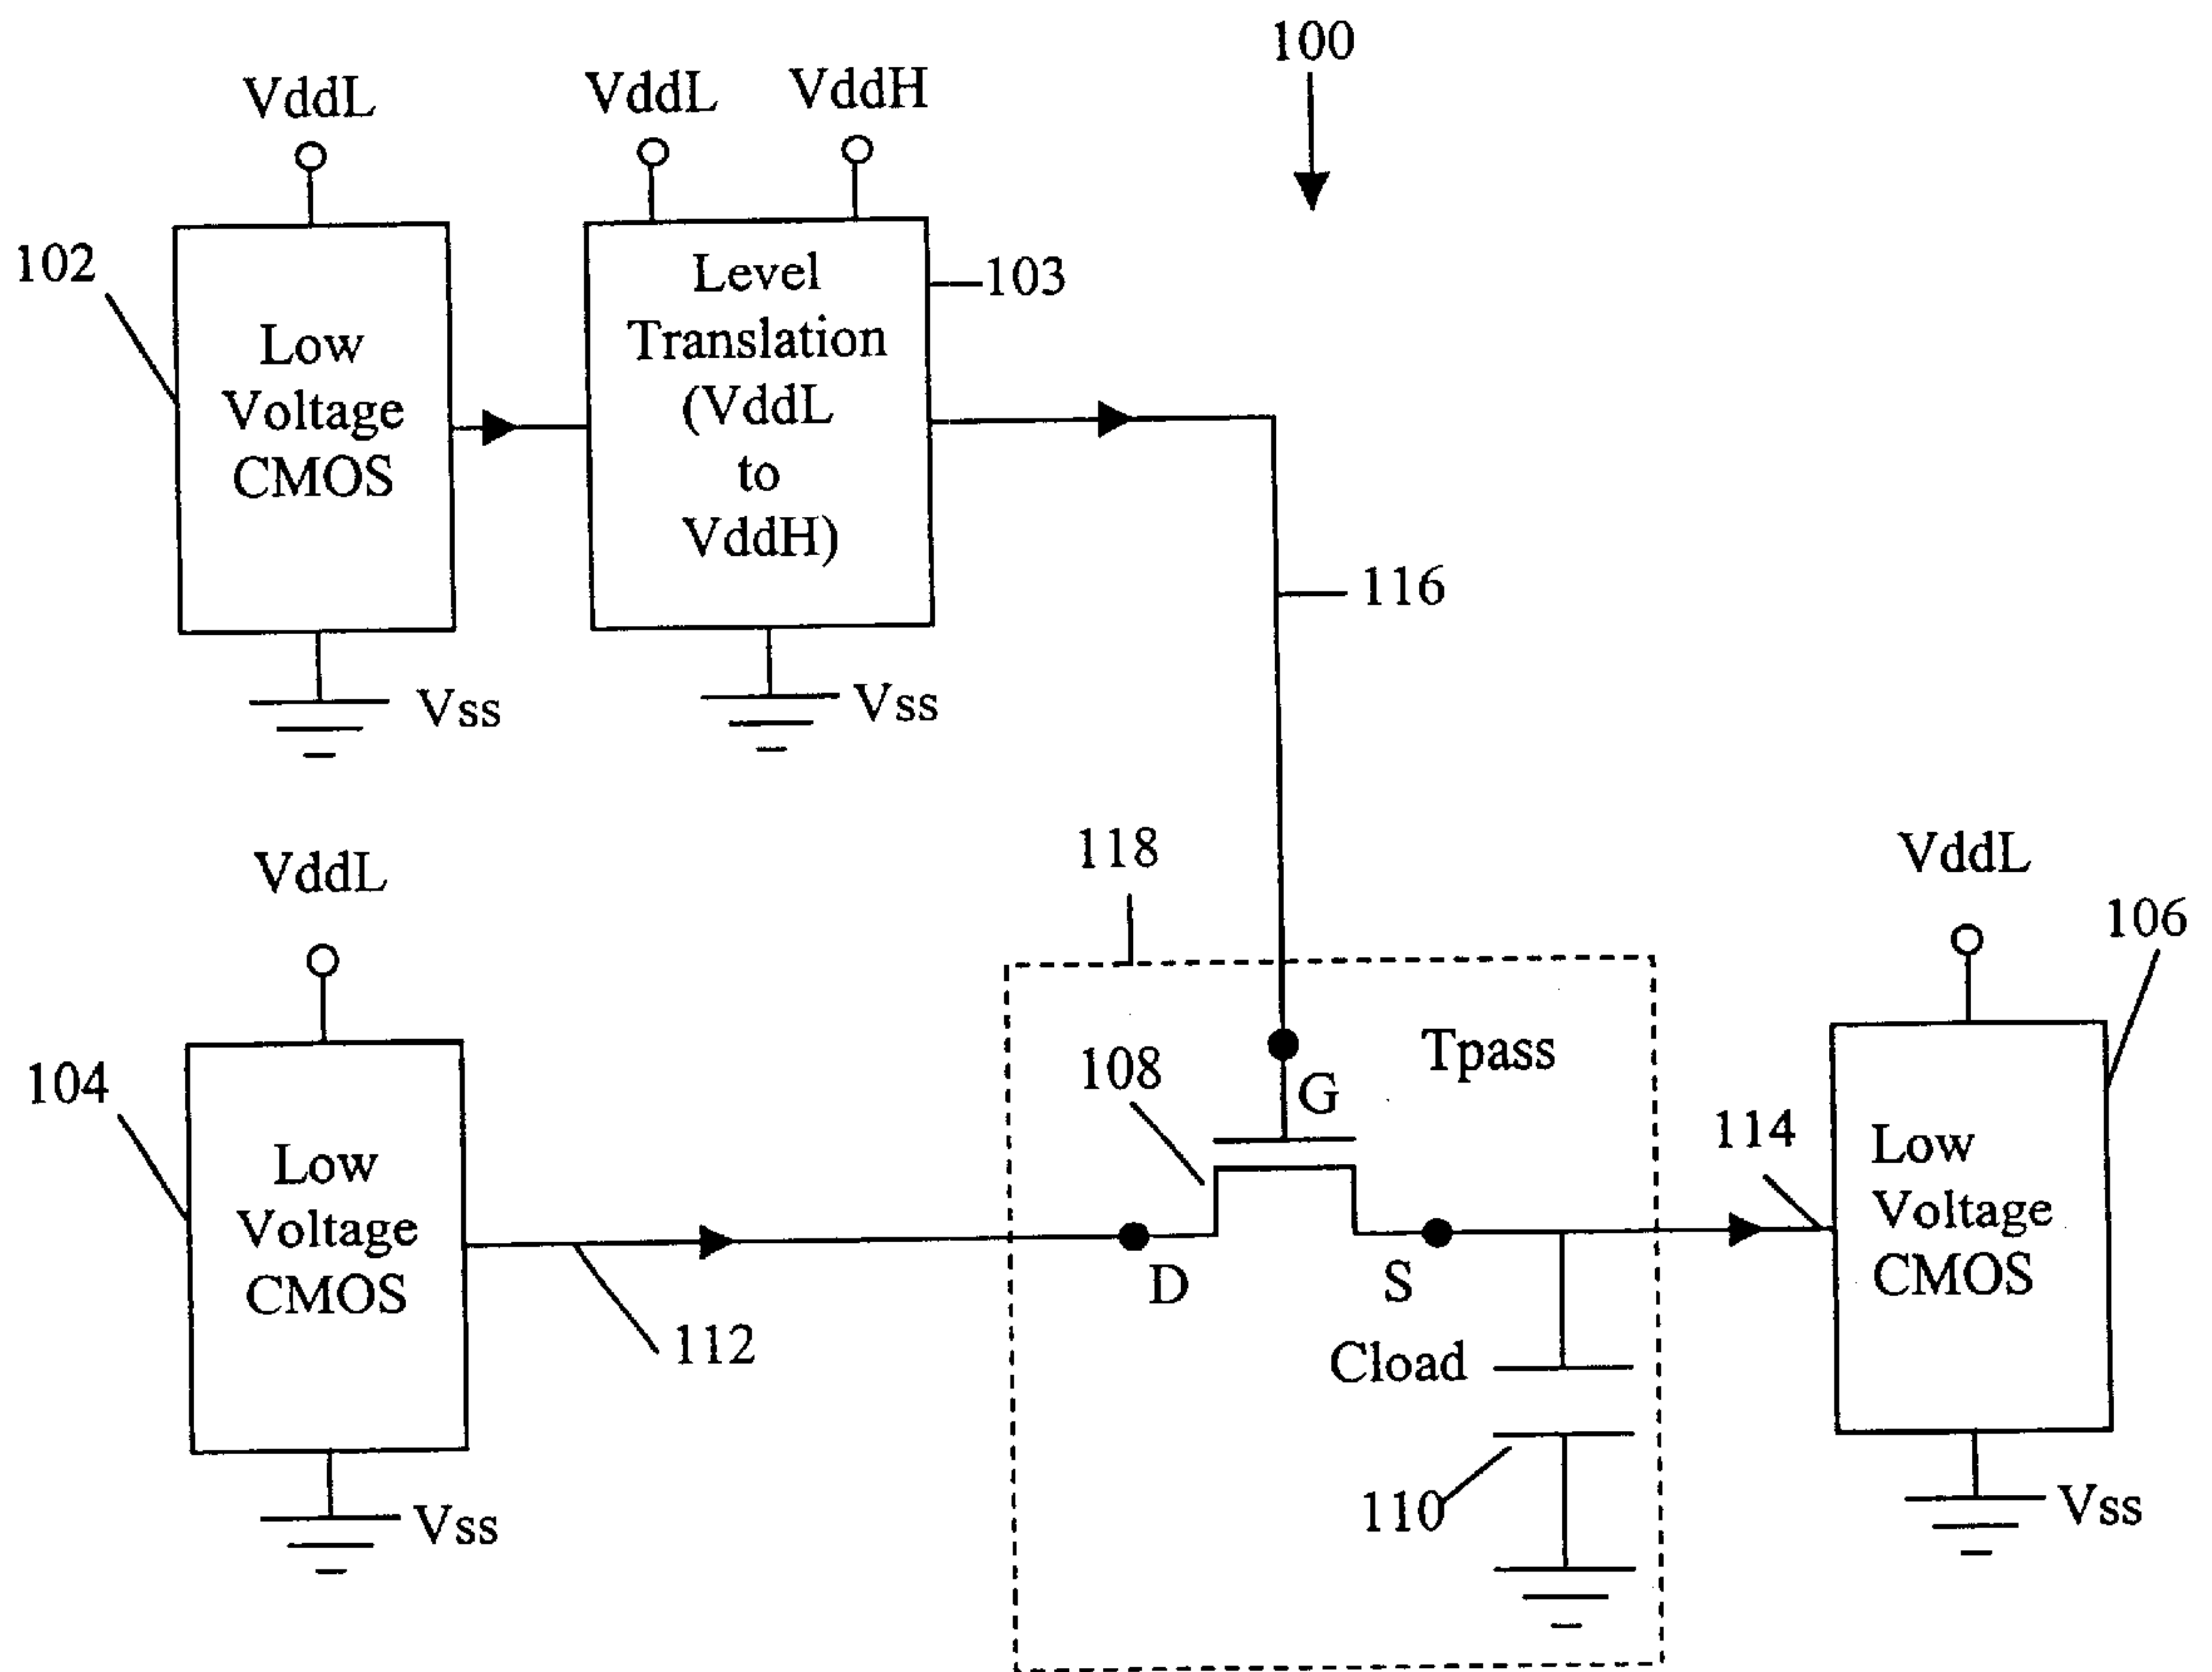 100
VddL
VddL
VddH
102
Low
Voltage
CMOS
Level
Translation
(VddL
to
VddH)
103
116
Vss
Vss
118
VddL
VddL
106
104
Low
Voltage
CMOS
108
G
Tpass
114
Low
Voltage
CMOS
D
S
112
Cload
110
Vss
Vss